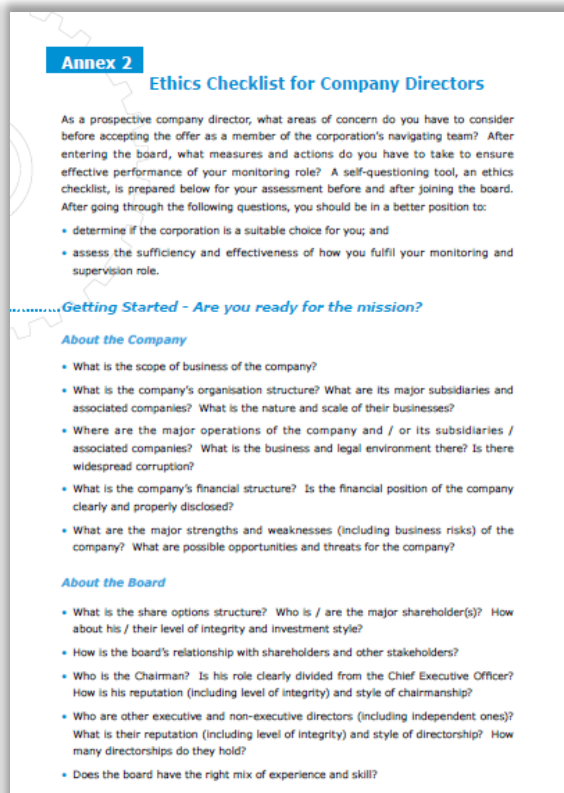 Annex 2
Ethics Checklist for Company Directors
As a prospective company director, what areas of concern do you have to consider
before accepting the offer as a member of the corporation's navigating team? After
entering the board, what measures and actions do you have to take to ensure
effective performance of your monitoring role? A self-questioning tool, an ethics
checklist, is prepared below for your assessment before and after joining the board.
After going through the following questions, you should be in a better position to:
• determine if the corporation is a suitable choice for you; and
• assess the sufficiency and effectiveness of how you fulfil your monitoring and
supervision role.
Getting Started - Are you ready for the mission?
About the Company
• What is the scope of business of the company?
• What is the company's organisation structure? What are its major subsidiaries and
associated companies? What is the nature and scale of their businesses?
• Where are the major operations of the company and / or its subsidiaries /
associated companies? What is the business and legal environment there? Is there
widespread corruption?
• What is the company's financial structure? Is the financial position of the company
clearly and properly disclosed?
• What are the major strengths and weaknesses (including business risks) of the
company? What are possible opportunities and threats for the company?
About the Board
• What is the share options structure? Who is / are the major shareholder(s)? How
about his / their level of integrity and investment style?
• How is the board's relationship with shareholders and other stakeholders?
• Who is the Chairman? Is his role clearly divided from the Chief Executive Officer?
How is his reputation (including level of integrity) and style of chairmanship?
• Who are other executive and non-executive directors (including independent ones)?
What is their reputation (including level of integrity) and style of directorship? How
many directorships do they hold?
• Does the board have the right mix of experience and skill?